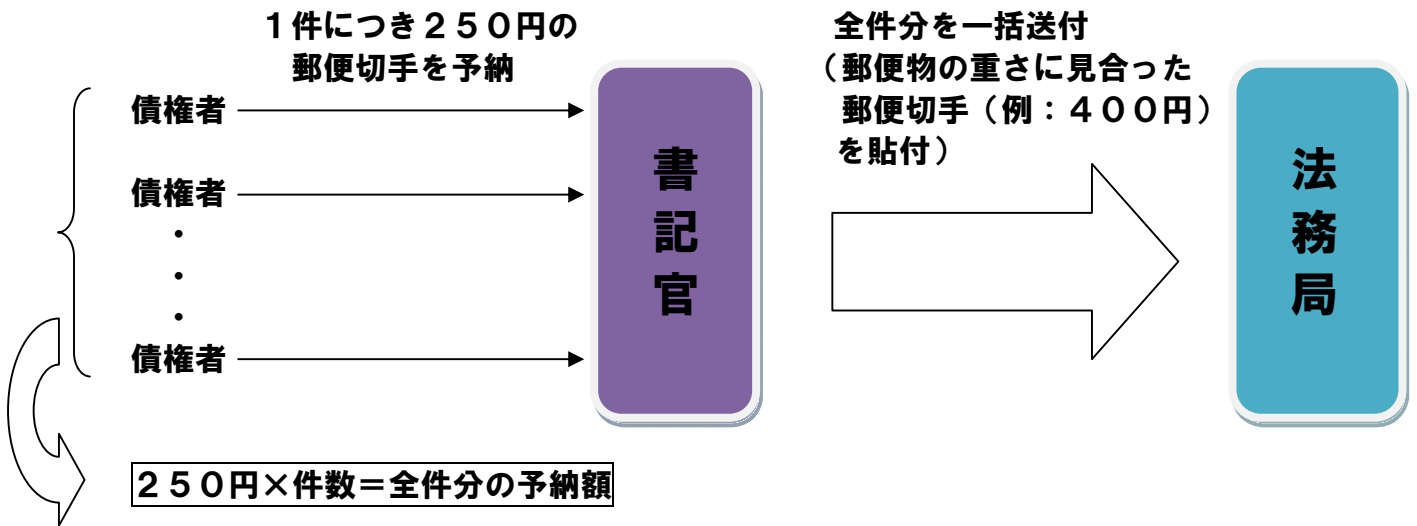 １件につき２５０円の
郵便切手を予納
全件分を一括送付
（郵便物の重さに見合った
郵便切手（例：４００円）
を貼付）
債権者
債権者
・
・
・
債権者
書記官
法務局
２５０円×件数＝全件分の予納額